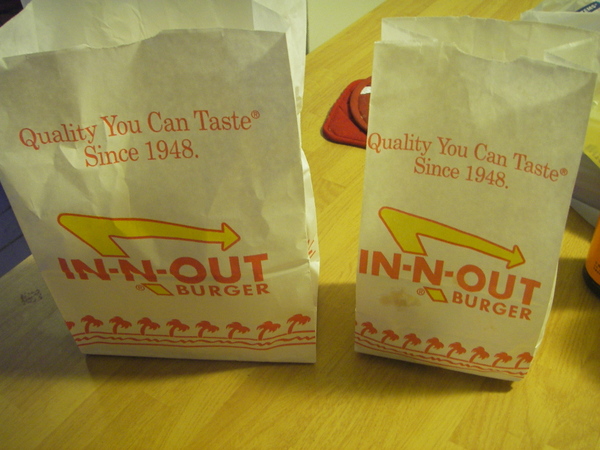 Quality You Can Taste®
Since 1948.
IN-N-OUT
® BURGER
Quality You Can Taste®
Since 1948.
IN-N-OUT
® BURGER